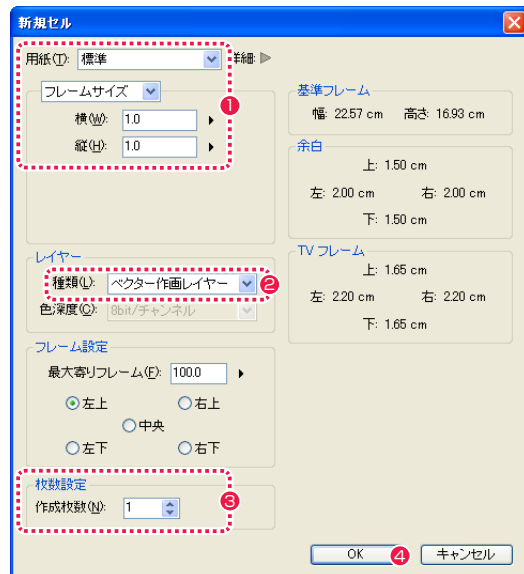 新規セル
用紙(T): 標準 詳細:
フレームサイズ
❶
横(W): 1.0
縦(H): 1.0
レイヤー
種類(L): ベクター作画レイヤー ❷
色深度(C): 8bit/チャンネル
フレーム設定
最大寄りフレーム(F): 100.0
左上 右上
中央
左下 右下
枚数設定
作成枚数(N): 1 ❸
基準フレーム
幅: 22.57 cm 高さ: 16.93 cm
余白
上: 1.50 cm
左: 2.00 cm 右: 2.00 cm
下: 1.50 cm
TV フレーム
上: 1.65 cm
左: 2.20 cm 右: 2.20 cm
下: 1.65 cm
OK ❹ キャンセル